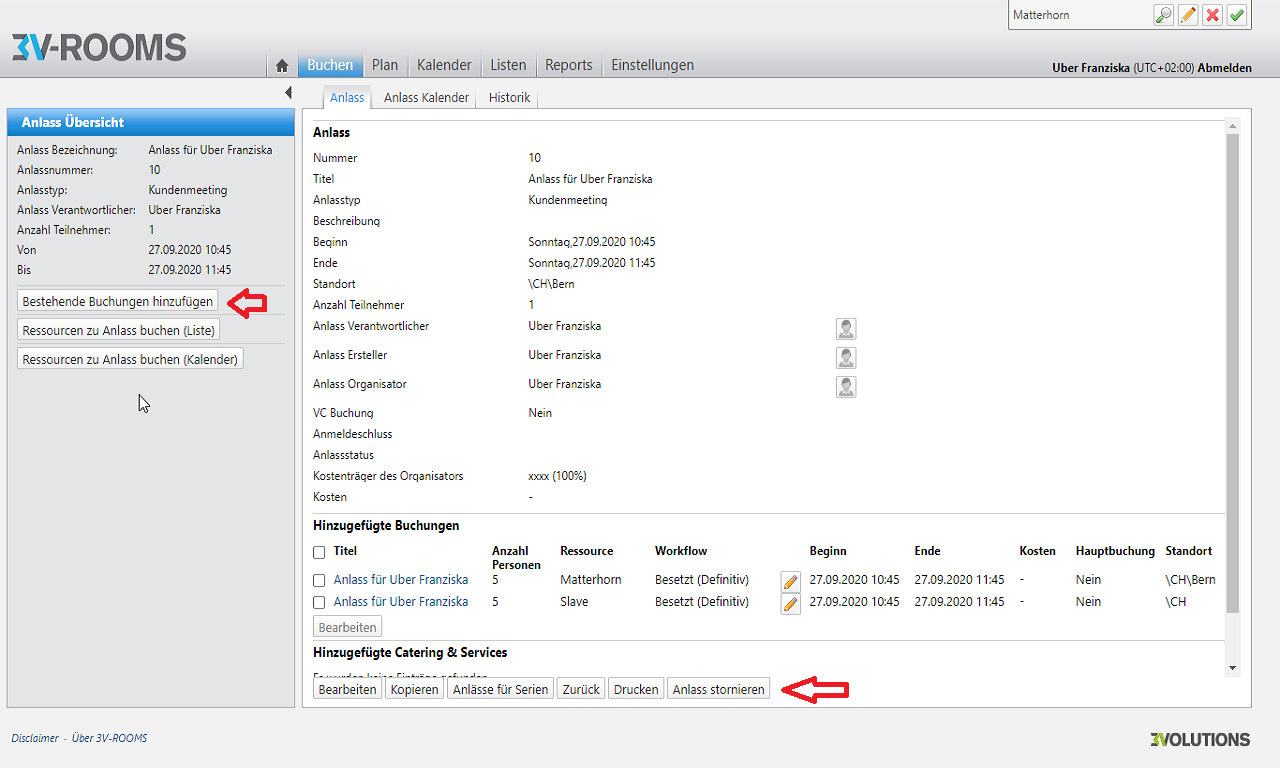 Matterhorn
3V-ROOMS
Buchen Plan Kalender Listen Reports Einstellungen
Uber Franziska (UTC+02:00) Abmelden
Anlass Anlass Kalender Historik
Anlass Übersicht
Anlass Bezeichnung: Anlass für Uber Franziska
Anlassnummer: 10
Anlasstyp: Kundenmeeting
Anlass Verantwortlicher: Uber Franziska
Anzahl Teilnehmer: 1
Von 27.09.2020 10:45
Bis 27.09.2020 11:45
Bestehende Buchungen hinzufügen
Ressourcen zu Anlass buchen (Liste)
Ressourcen zu Anlass buchen (Kalender)
Anlass
Nummer 10
Titel Anlass für Uber Franziska
Anlasstyp Kundenmeeting
Beschreibung
Beginn Sonntag,27.09.2020 10:45
Ende Sonntag,27.09.2020 11:45
Standort \CH\Bern
Anzahl Teilnehmer 1
Anlass Verantwortlicher Uber Franziska
Anlass Ersteller Uber Franziska
Anlass Organisator Uber Franziska
VC Buchung Nein
Anmeldeschluss
Anlassstatus
Kostenträger des Organisators xxxx (100%)
Kosten -
Hinzugefügte Buchungen
Titel Anzahl Personen Ressource Workflow Beginn Ende Kosten Hauptbuchung Standort
Anlass für Uber Franziska 5 Matterhorn Besetzt (Definitiv) 27.09.2020 10:45 27.09.2020 11:45 - Nein \CH\Bern
Anlass für Uber Franziska 5 Slave Besetzt (Definitiv) 27.09.2020 10:45 27.09.2020 11:45 - Nein \CH
Bearbeiten
Hinzugefügte Catering & Services
Es wurden keine Einträge gefunden
Bearbeiten Kopieren Anlässe für Serien Zurück Drucken Anlass stornieren
Disclaimer - Über 3V-ROOMS
3VOLUTIONS